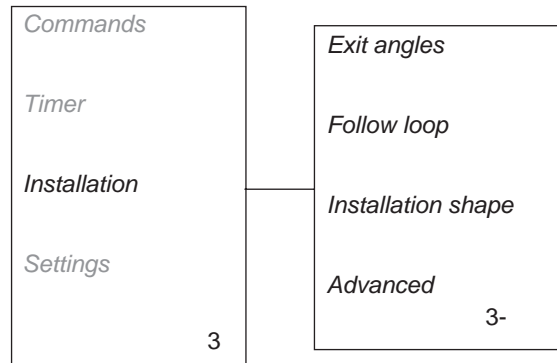 Commands
Timer
Installation
Settings
3
Exit angles
Follow loop
Installation shape
Advanced
3-